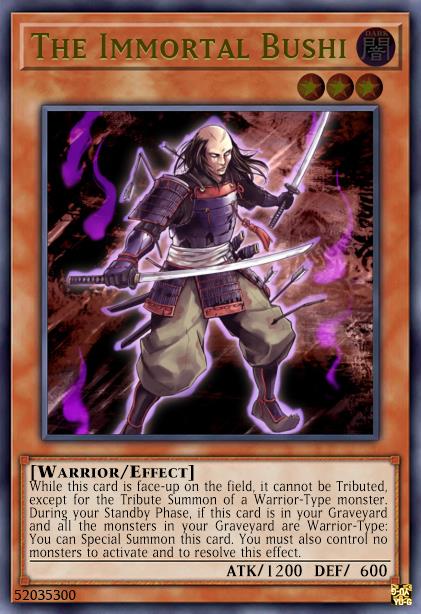 The Immortal Bushi
DARK
闇
[Warrior/Effect]
While this card is face-up on the field, it cannot be Tributed,
except for the Tribute Summon of a Warrior-Type monster.
During your Standby Phase, if this card is in your Graveyard
and all the monsters in your Graveyard are Warrior-Type:
You can Special Summon this card. You must also control no
monsters to activate and to resolve this effect.
ATK/1200 DEF/ 600
52035300